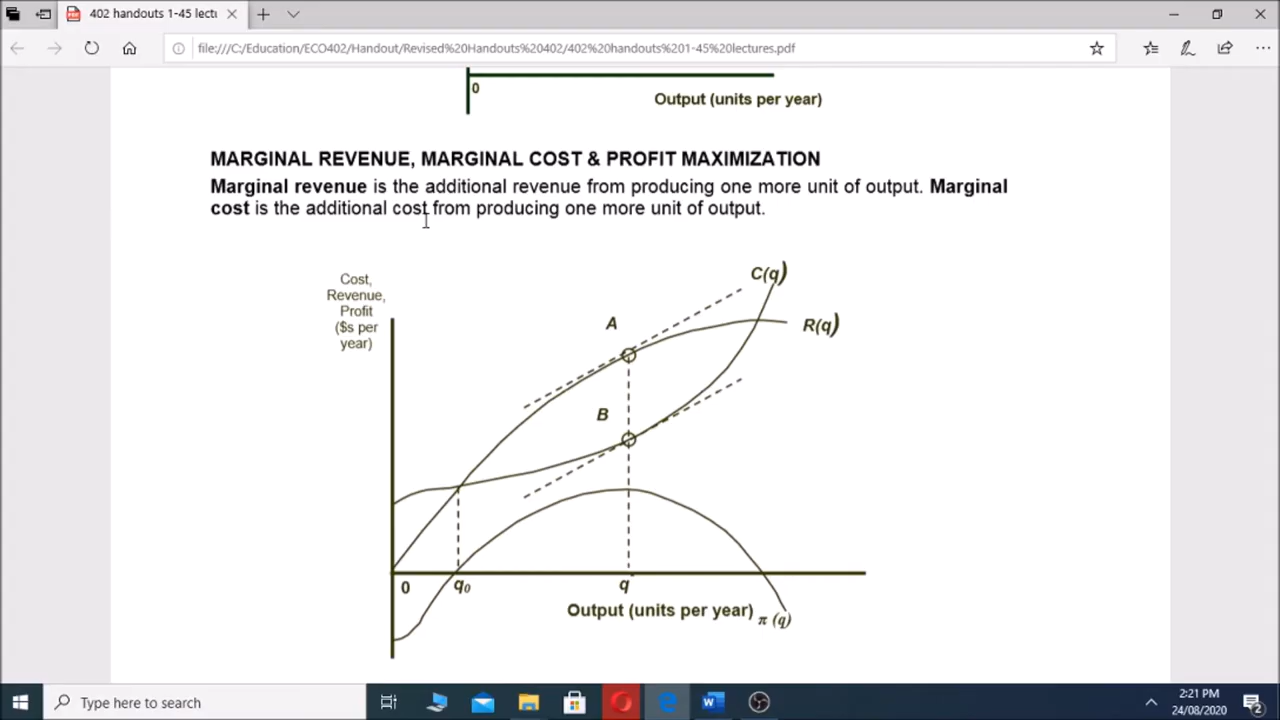 402 handouts 1-45 lectu
file:///C:/Education/ECO402/Handout/Revised%20Handouts%20402/402%20handouts%201-45%20lectures.pdf
0
Output (units per year)
MARGINAL REVENUE, MARGINAL COST & PROFIT MAXIMIZATION
Marginal revenue is the additional revenue from producing one more unit of output. Marginal
cost is the additional cost from producing one more unit of output.
Cost,
Revenue,
Profit
($s per
year)
C(q)
A
R(q)
B
0
q0
q
Output (units per year)
π (q)
Type here to search
2:21 PM
24/08/2020
2